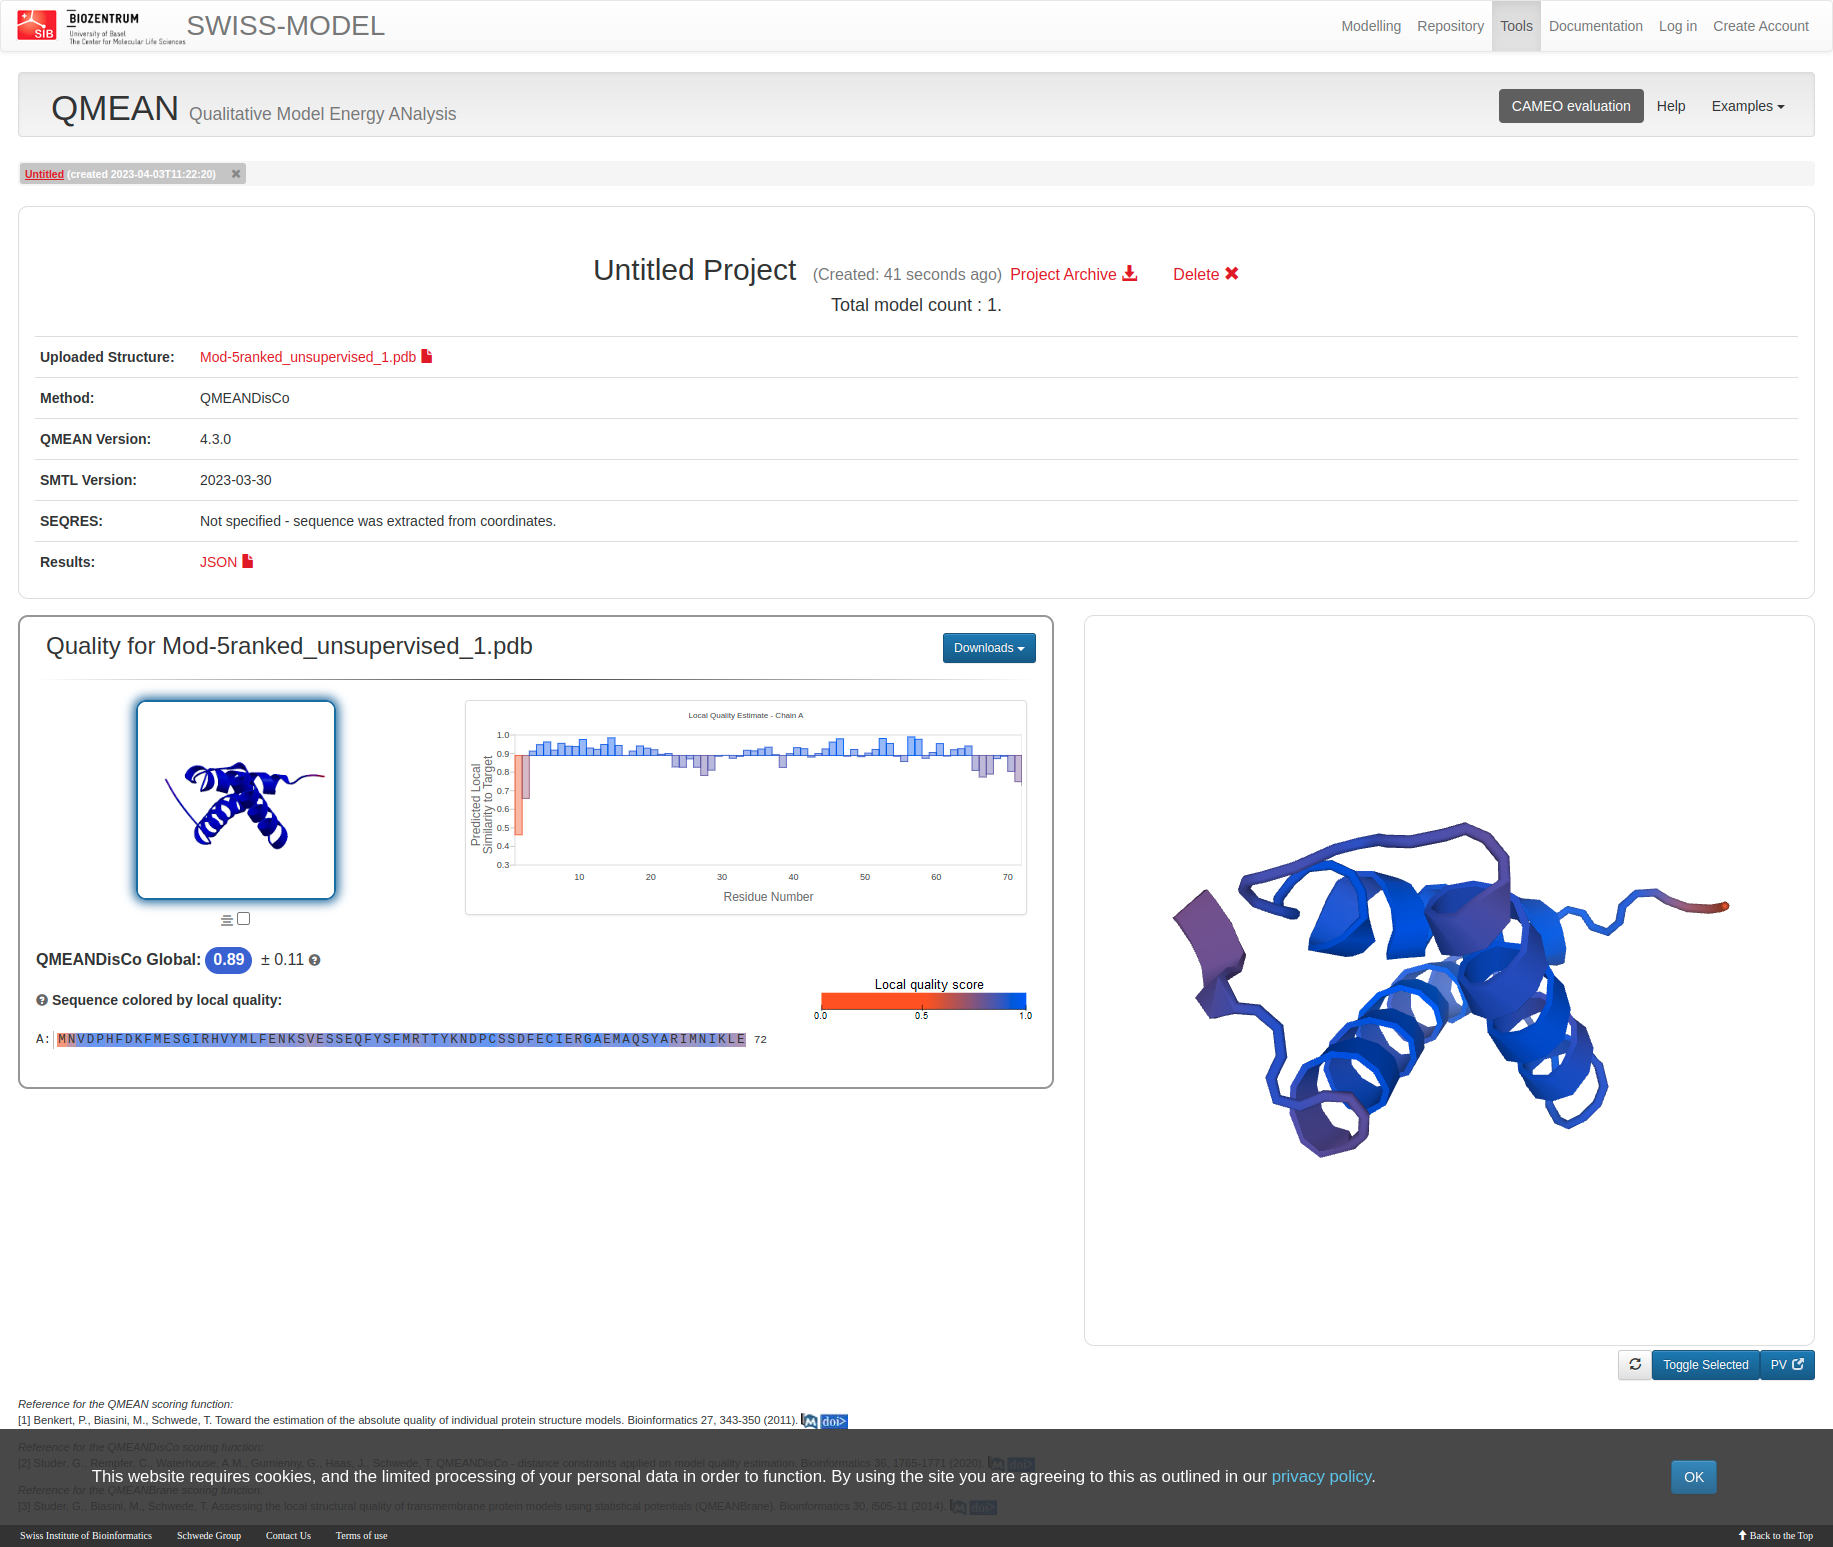 SIB
BIOZENTRUM
University of Basel
The Center for Molecular Life Sciences
SWISS-MODEL
Modelling
Repository
Tools
Documentation
Log in
Create Account
QMEAN Qualitative Model Energy ANalysis
CAMEO evaluation
Help
Examples
Untitled (created 2023-04-03T11:22:20)
Untitled Project (Created: 41 seconds ago) Project Archive Delete
Total model count : 1.
Uploaded Structure: Mod-5ranked_unsupervised_1.pdb
Method: QMEANDisCo
QMEAN Version: 4.3.0
SMTL Version: 2023-03-30
SEQRES: Not specified - sequence was extracted from coordinates.
Results: JSON
Quality for Mod-5ranked_unsupervised_1.pdb
Downloads
Local Quality Estimate - Chain A
Predicted Local
Similarity to Target
1.0
0.9
0.8
0.7
0.6
0.5
0.4
0.3
10 20 30 40 50 60 70
Residue Number
QMEANDisCo Global: 0.89 ± 0.11
Sequence colored by local quality:
Local quality score
0.0 0.5 1.0
A: MNVDPHFDKFMESGIRHVYMLFENKSVESSEQFYSFMRTTYKNDPCSSDFECIERGAEMAQSYARIMNIKLE 72
Toggle Selected
PV
Reference for the QMEAN scoring function:
[1] Benkert, P., Biasini, M., Schwede, T. Toward the estimation of the absolute quality of individual protein structure models. Bioinformatics 27, 343-350 (2011). M doi>
Reference for the QMEANDisCo scoring function:
[2] Studer, G., Rempfer, C., Waterhouse, A.M., Gumienny, G., Haas, J., Schwede, T. QMEANDisCo - distance constraints applied on model quality estimation. Bioinformatics 36, 1765-1771 (2020). M doi>
This website requires cookies, and the limited processing of your personal data in order to function. By using the site you are agreeing to this as outlined in our privacy policy.
OK
Reference for the QMEANBrane scoring function:
[3] Studer, G., Biasini, M., Schwede, T. Assessing the local structural quality of transmembrane protein models using statistical potentials (QMEANBrane). Bioinformatics 30, i505-11 (2014). M doi>
Swiss Institute of Bioinformatics
Schwede Group
Contact Us
Terms of use
Back to the Top